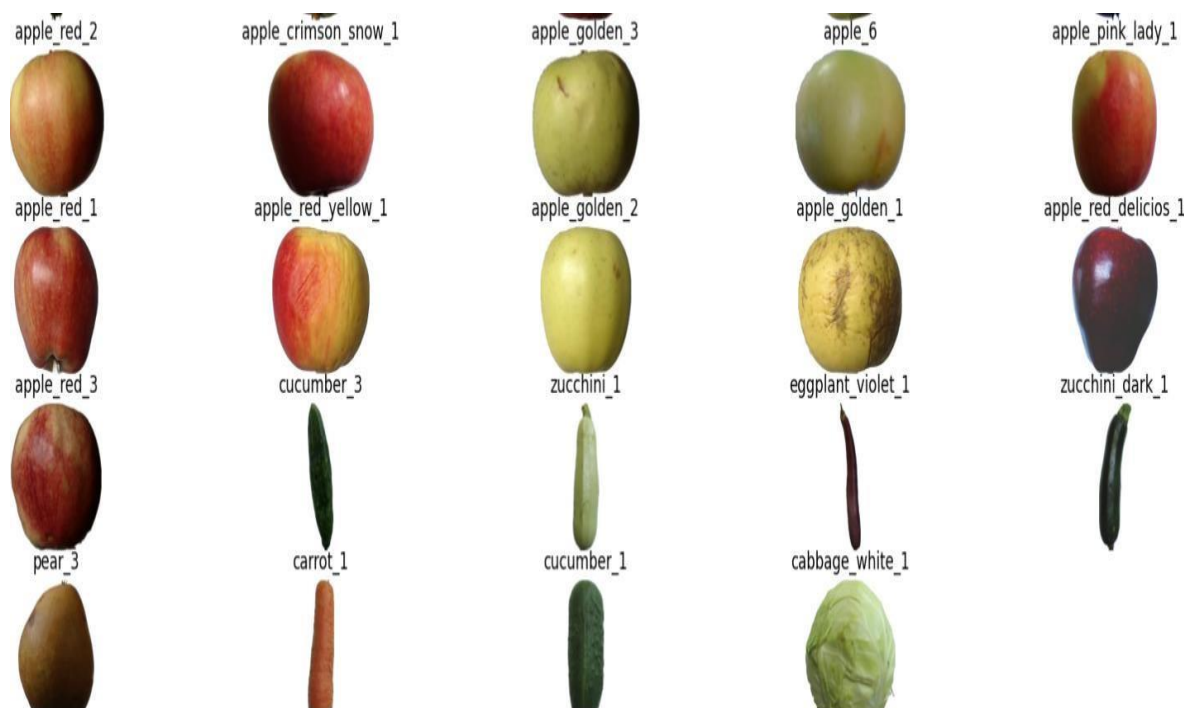 apple_red_2 apple_crimson_snow_1 apple_golden_3 apple_6 apple_pink_lady_1
apple_red_1 apple_red_yellow_1 apple_golden_2 apple_golden_1 apple_red_delicios_1
apple_red_3 cucumber_3 zucchini_1 eggplant_violet_1 zucchini_dark_1
pear_3 carrot_1 cucumber_1 cabbage_white_1